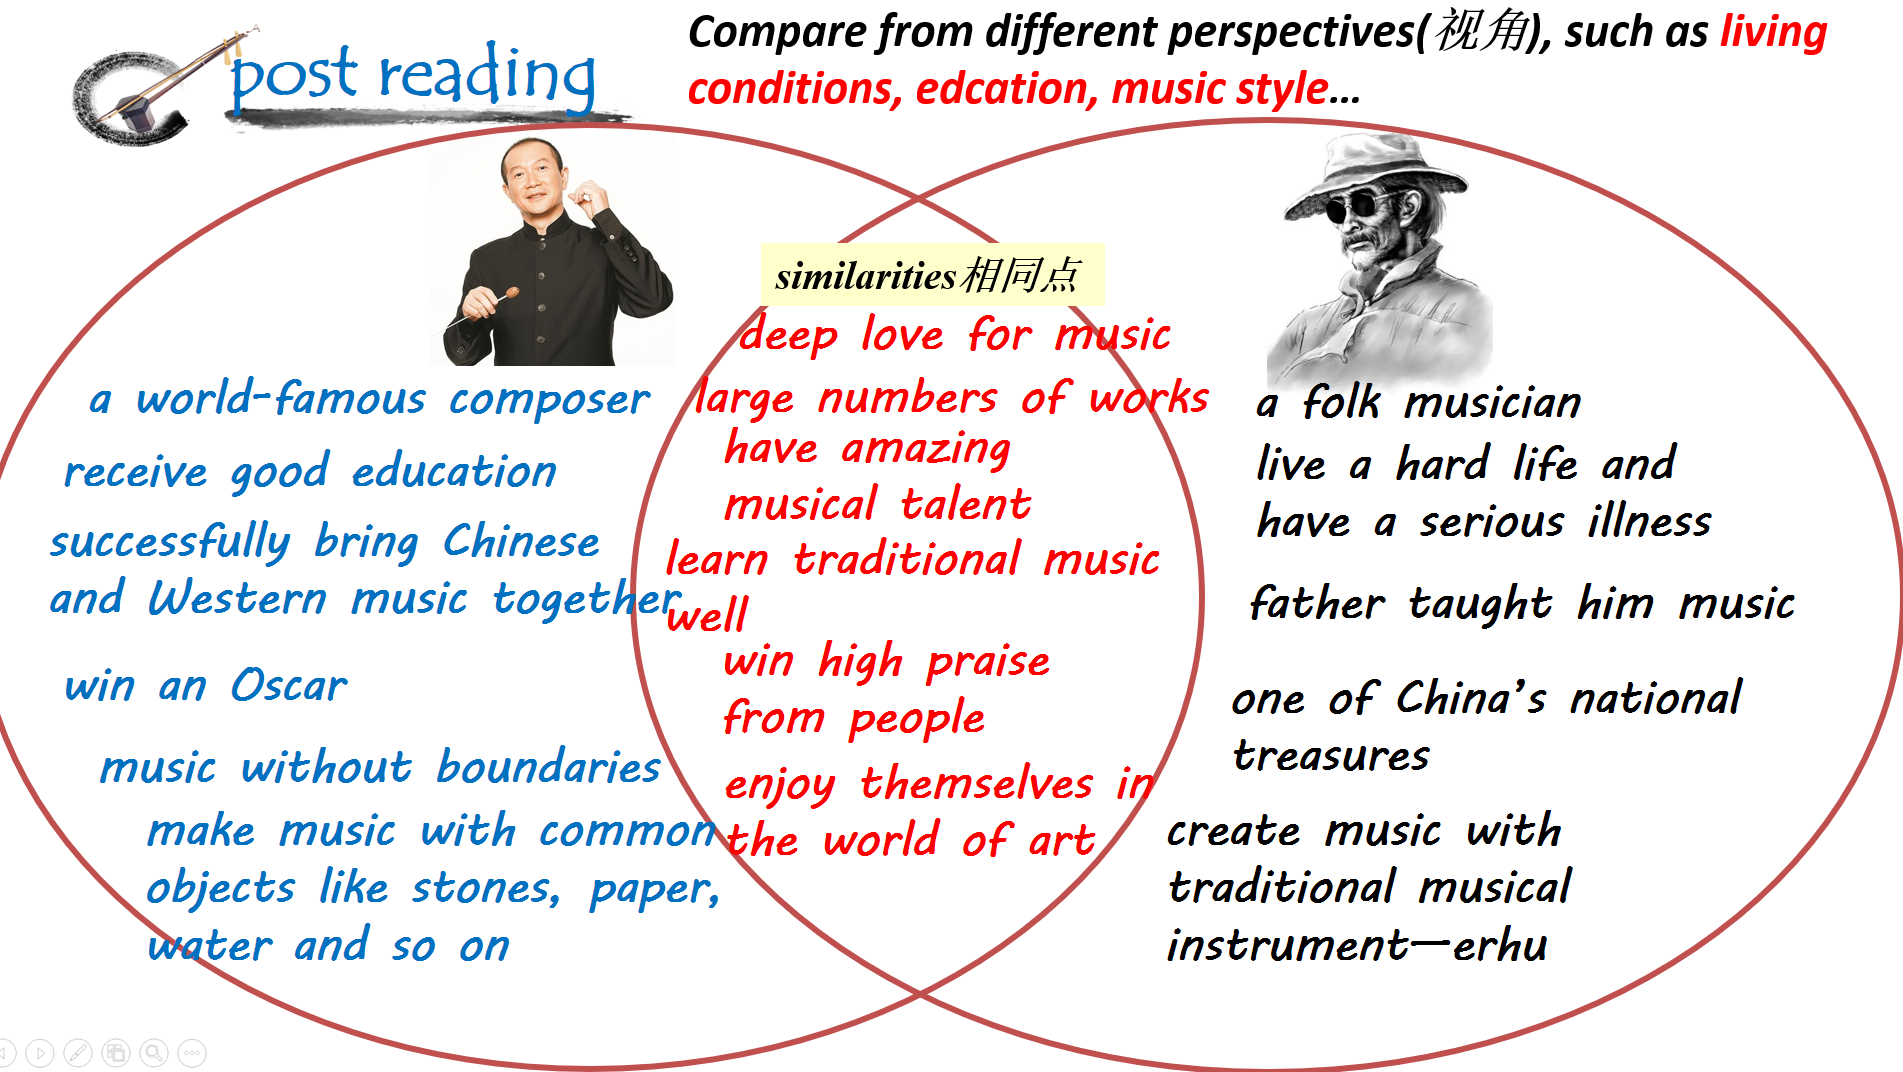 post reading
Compare from different perspectives(视角), such as living
conditions, edcation, music style...
a world-famous composer
receive good education
successfully bring Chinese
and Western music together
win an Oscar
music without boundaries
make music with common
objects like stones, paper,
water and so on
similarities相同点
deep love for music
large numbers of works
have amazing
musical talent
learn traditional music
well
win high praise
from people
enjoy themselves in
the world of art
a folk musician
live a hard life and
have a serious illness
father taught him music
one of China's national
treasures
create music with
traditional musical
instrument—erhu